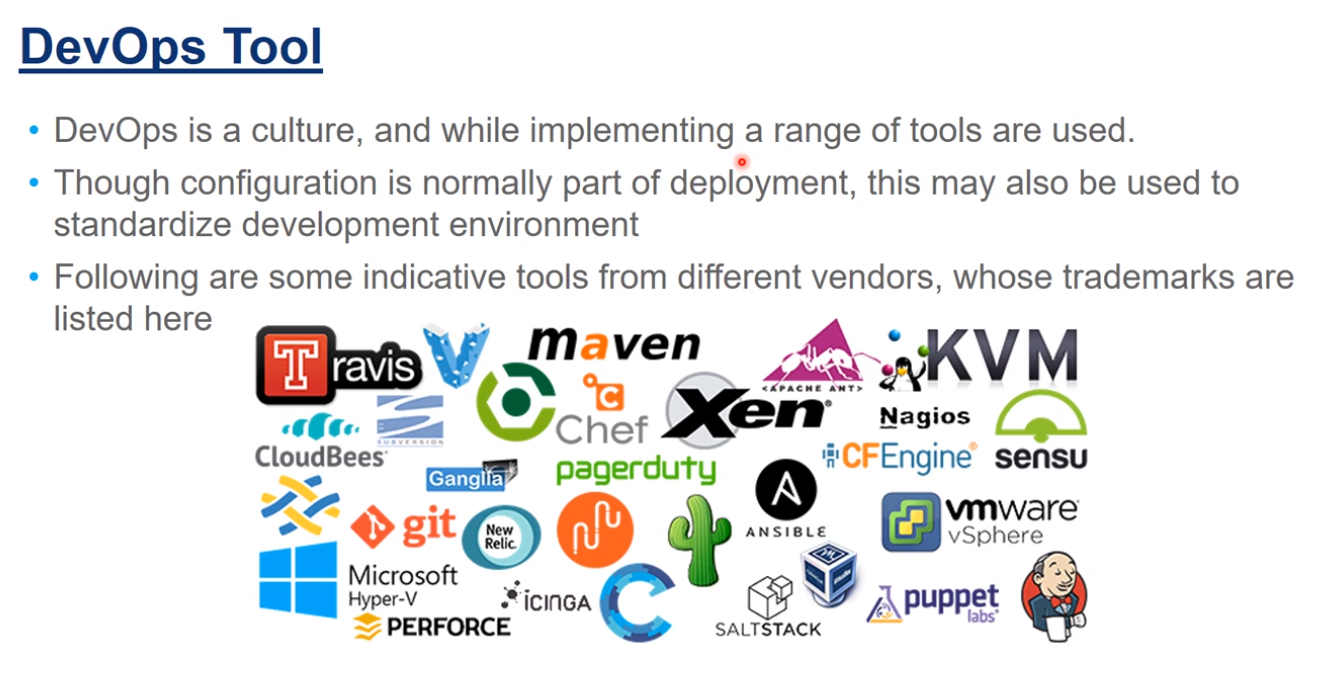 DevOps Tool
• DevOps is a culture, and while implementing a range of tools are used.
• Though configuration is normally part of deployment, this may also be used to
standardize development environment
• Following are some indicative tools from different vendors, whose trademarks are
listed here
Travis
maven
<APACHE ANT>
KVM
CloudBees
SUBVERSION
Chef
Xen®
Nagios
CFEngine®
sensu
Ganglia
pagerduty
git
New
Relic.
ANSIBLE
vmware®
vSphere
Microsoft
Hyper-V
ICINGA
SALTSTACK
puppet
labs®
PERFORCE